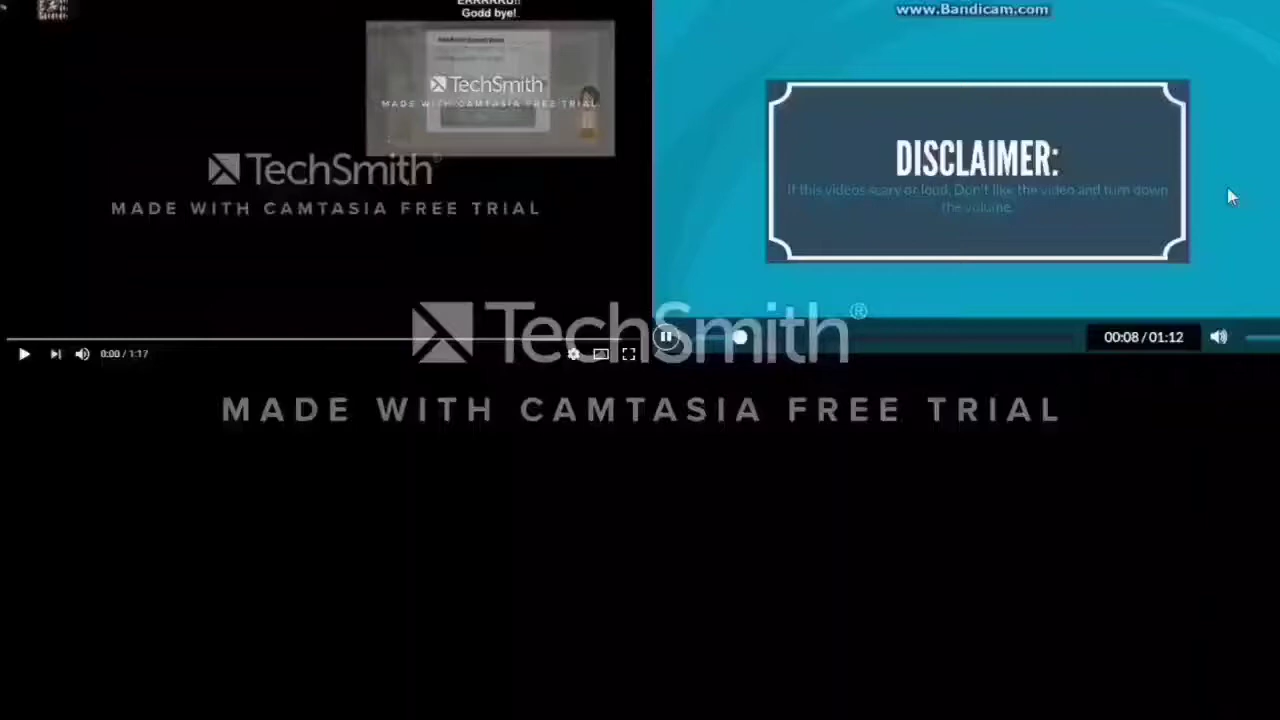 ERRRRRU!!
Godd bye!.
www.Bandicam.com
TechSmith
MADE WITH CAMTASIA FREE TRIAL
DISCLAIMER:
If this videos scary or loud. Don't like the video and turn down
the volume.
TechSmith®
MADE WITH CAMTASIA FREE TRIAL
TechSmith®
0:00 / 1:17
00:08 / 01:12
MADE WITH CAMTASIA FREE TRIAL